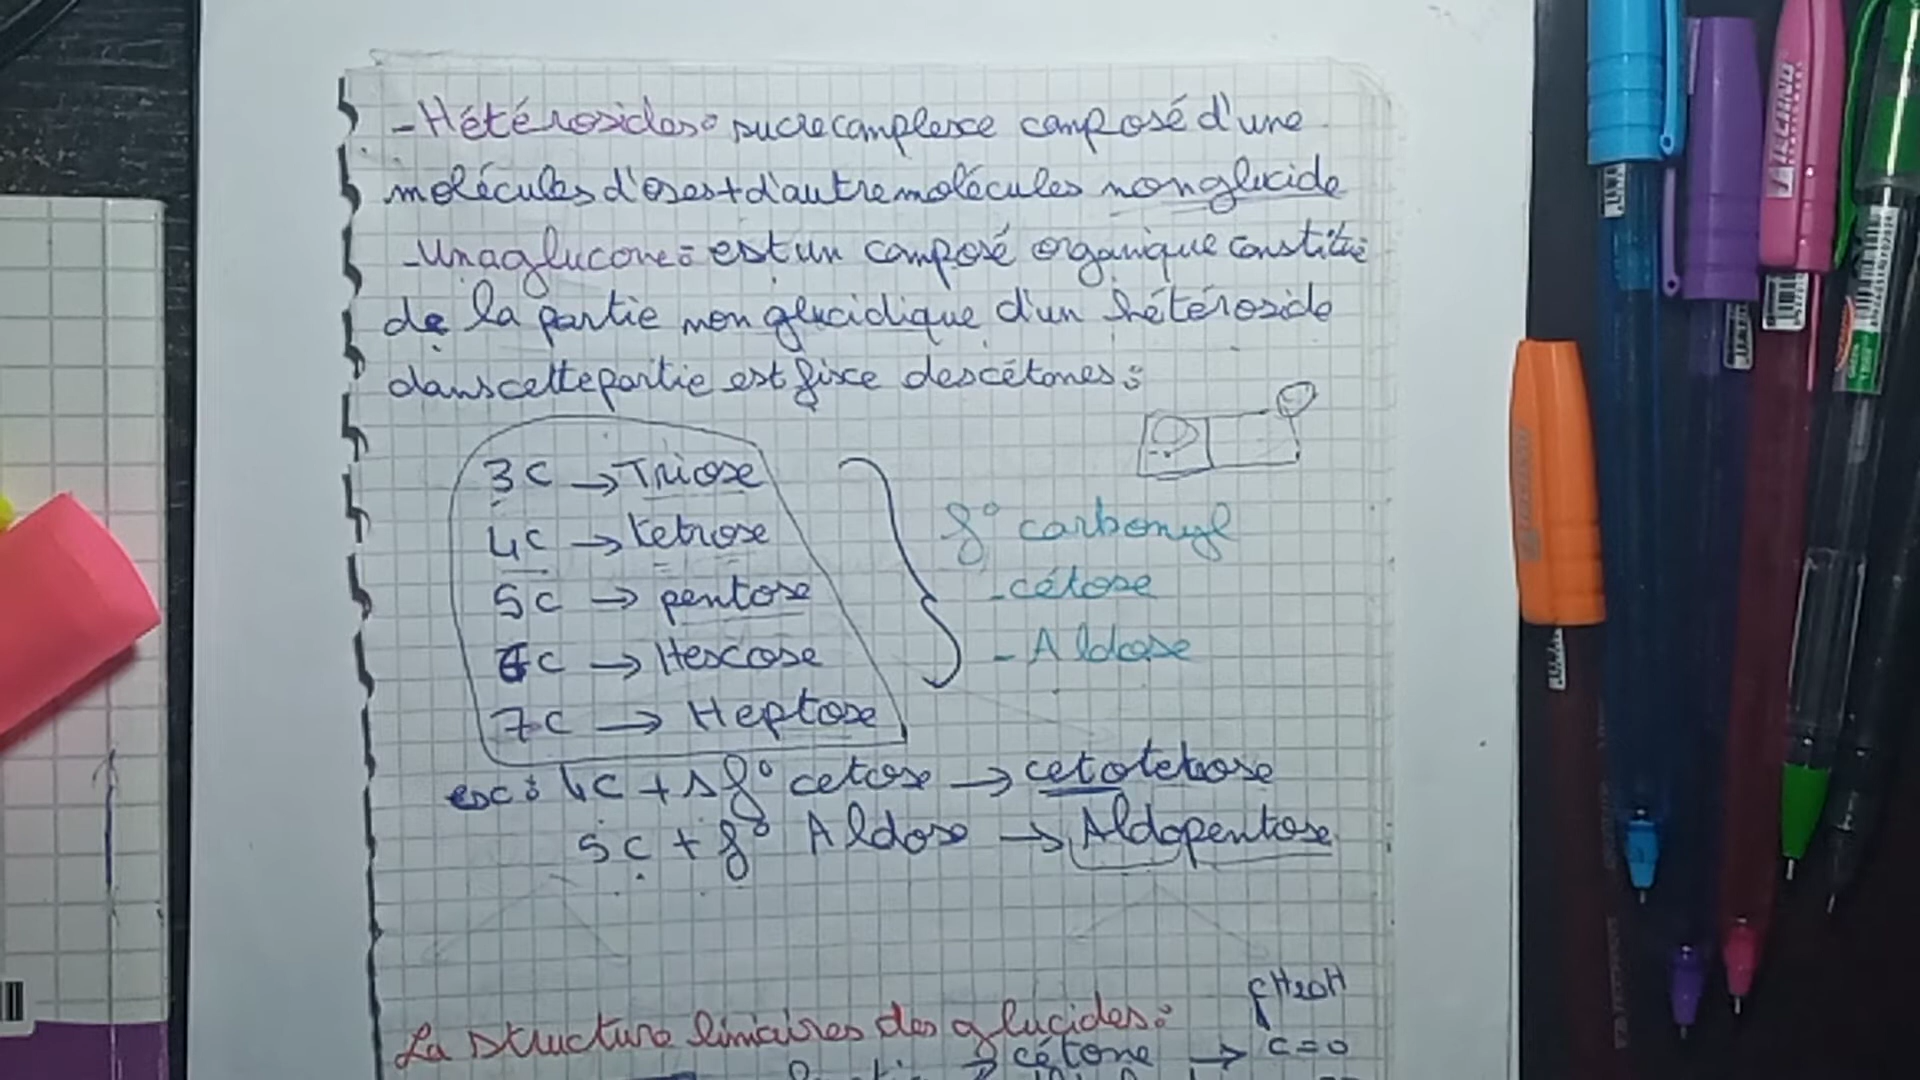 - Hétérosides: sucre complexe composé d'une
molécules d'oses + d'autre molécules non glucide
- Un aglucone = est un composé organique constitué
de la partie non glucidique d'un hétéroside
dans cette partie est fixe des cétones :
3C → Triose
4C → tetrose
5C → pentose
6C → Hexose
7C → Heptose
f° carbonyl
- cétose
- Aldose
ex : 4C + 1 f° cetose → cetotetrose
5C + f° Aldose → Aldopentose
La structure liniaires des glucides :
CH2OH
cétone → C=O